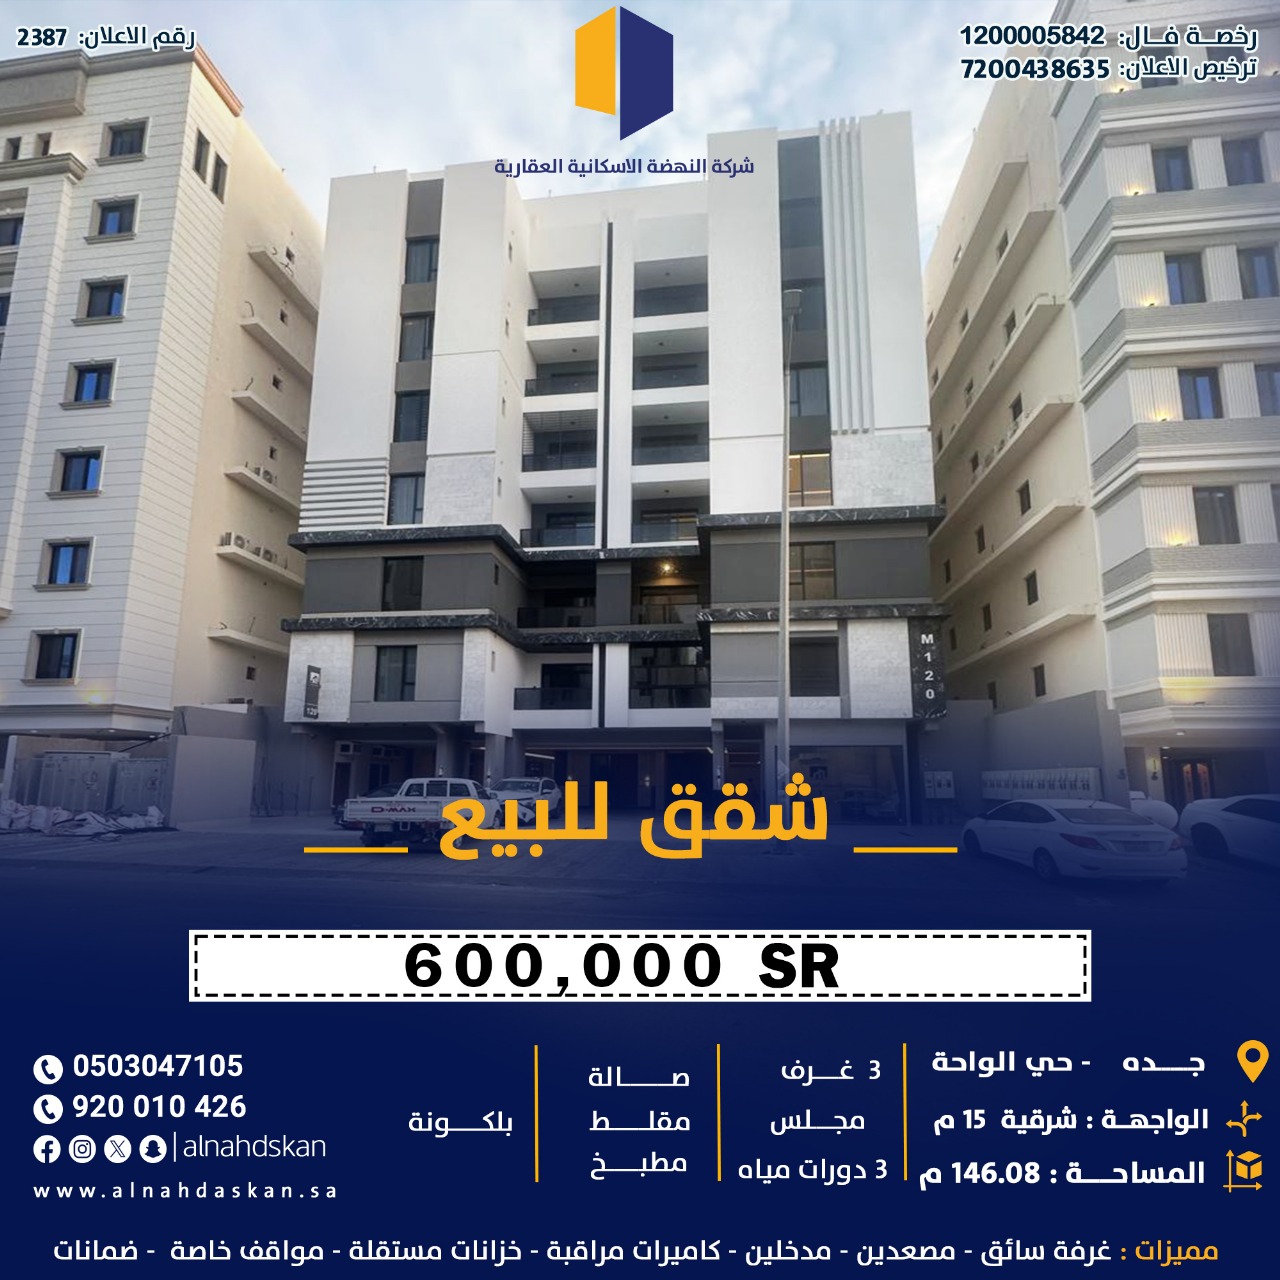 رخصة فال: 1200005842
ترخيص الاعلان: 7200438635
رقم الاعلان: 2387
شركة النهضة الاسكانية العقارية
M120
D-MAX
شقق للبيع
600,000 SR
جده - حي الواحة
الواجهة : شرقية 15 م
المساحة : 146.08 م
3 غرف
مجلس
3 دورات مياه
صالة
مقلط
مطبخ
بلكونة
0503047105
920 010 426
alnahdskan
www.alnahdaskan.sa
مميزات : غرفة سائق - مصعدين - مدخلين - كاميرات مراقبة - خزانات مستقلة - مواقف خاصة - ضمانات